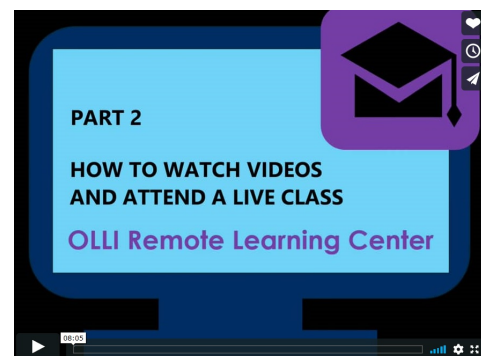 PART 2
HOW TO WATCH VIDEOS
AND ATTEND A LIVE CLASS
OLLI Remote Learning Center
08:05